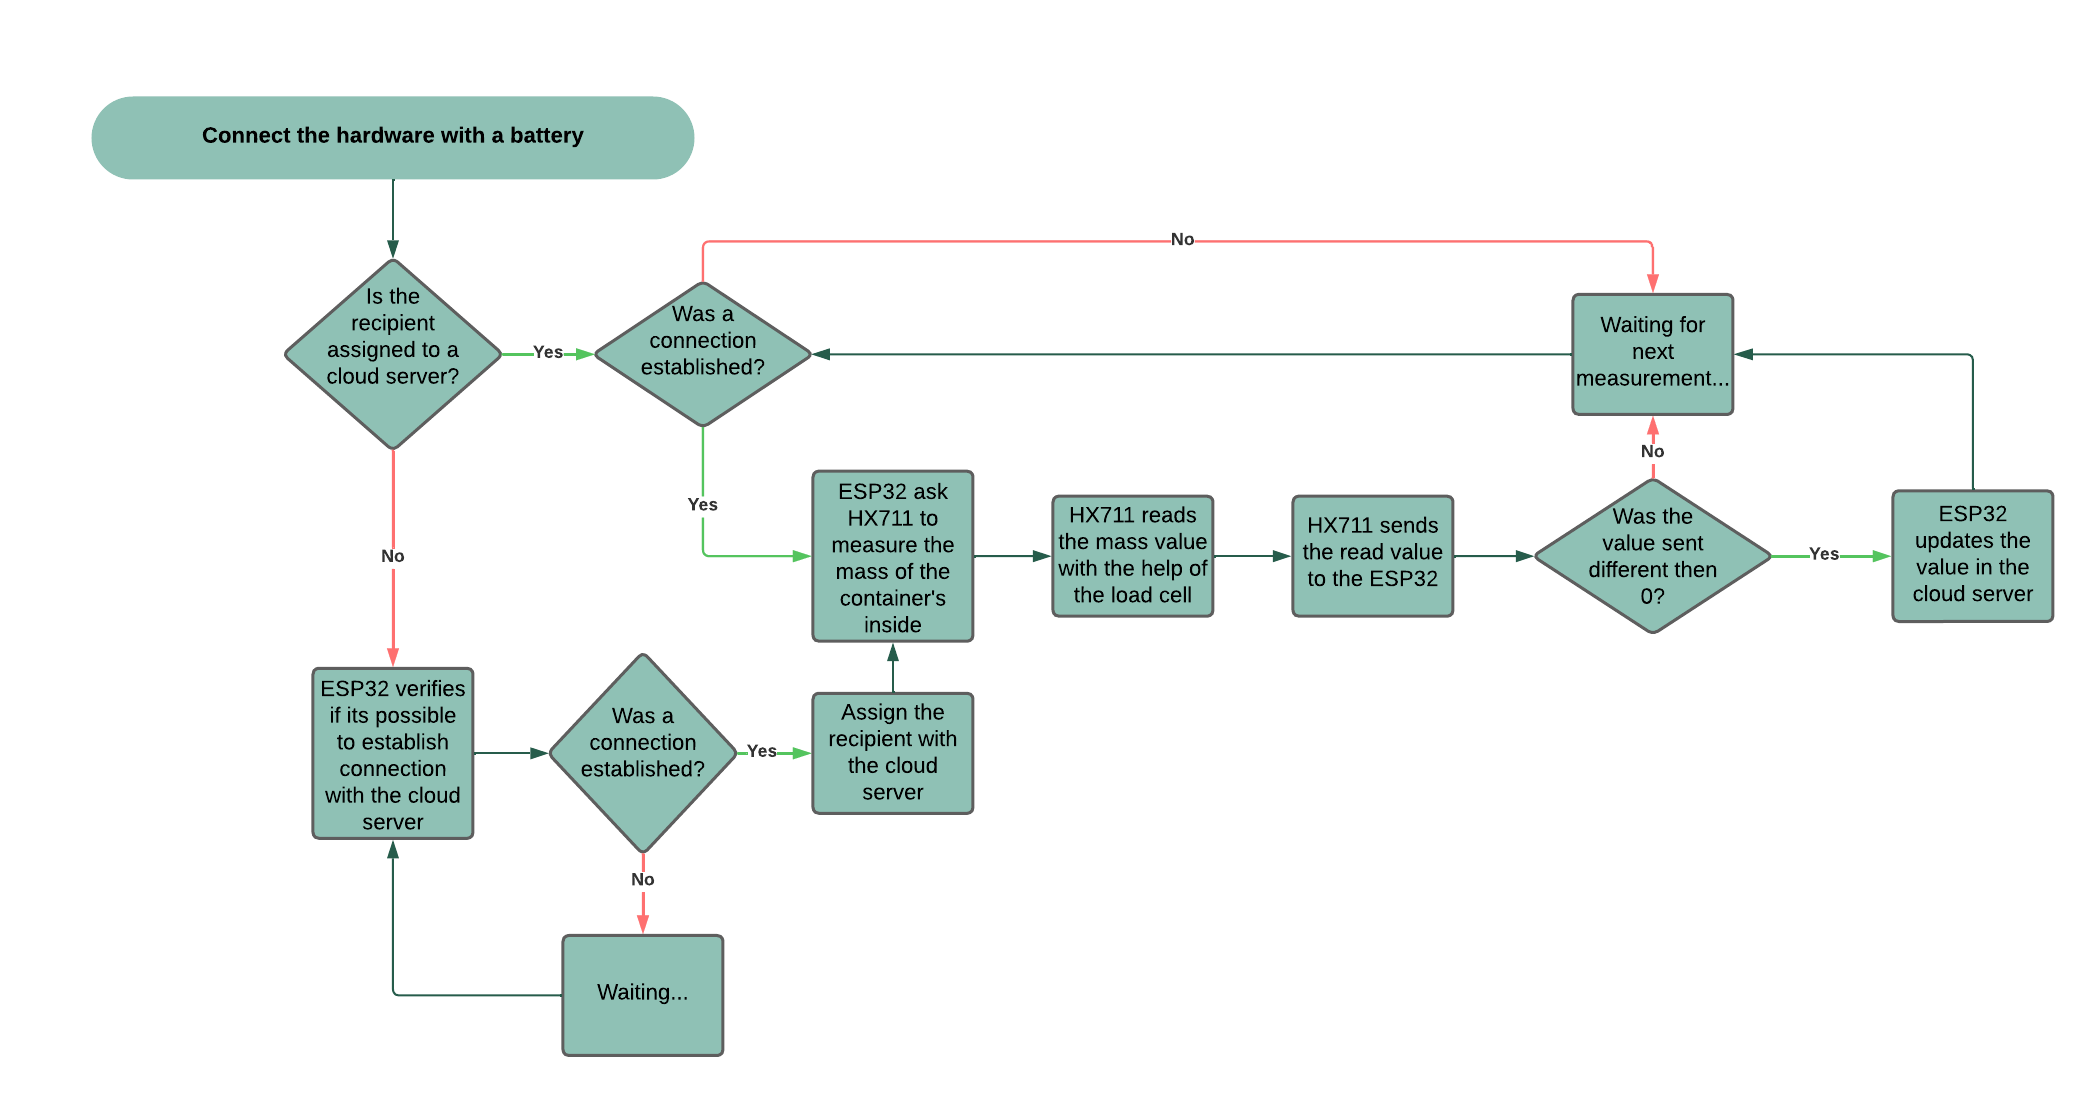 Connect the hardware with a battery
No
Is the
recipient
assigned to a
cloud server?
Yes
Was a
connection
established?
Waiting for
next
measurement...
No
Yes
No
ESP32 ask
HX711 to
measure the
mass of the
container's
inside
HX711 reads
the mass value
with the help of
the load cell
HX711 sends
the read value
to the ESP32
Was the
value sent
different then
0?
Yes
ESP32
updates the
value in the
cloud server
ESP32 verifies
if its possible
to establish
connection
with the cloud
server
Was a
connection
established?
Yes
Assign the
recipient with
the cloud
server
No
Waiting...